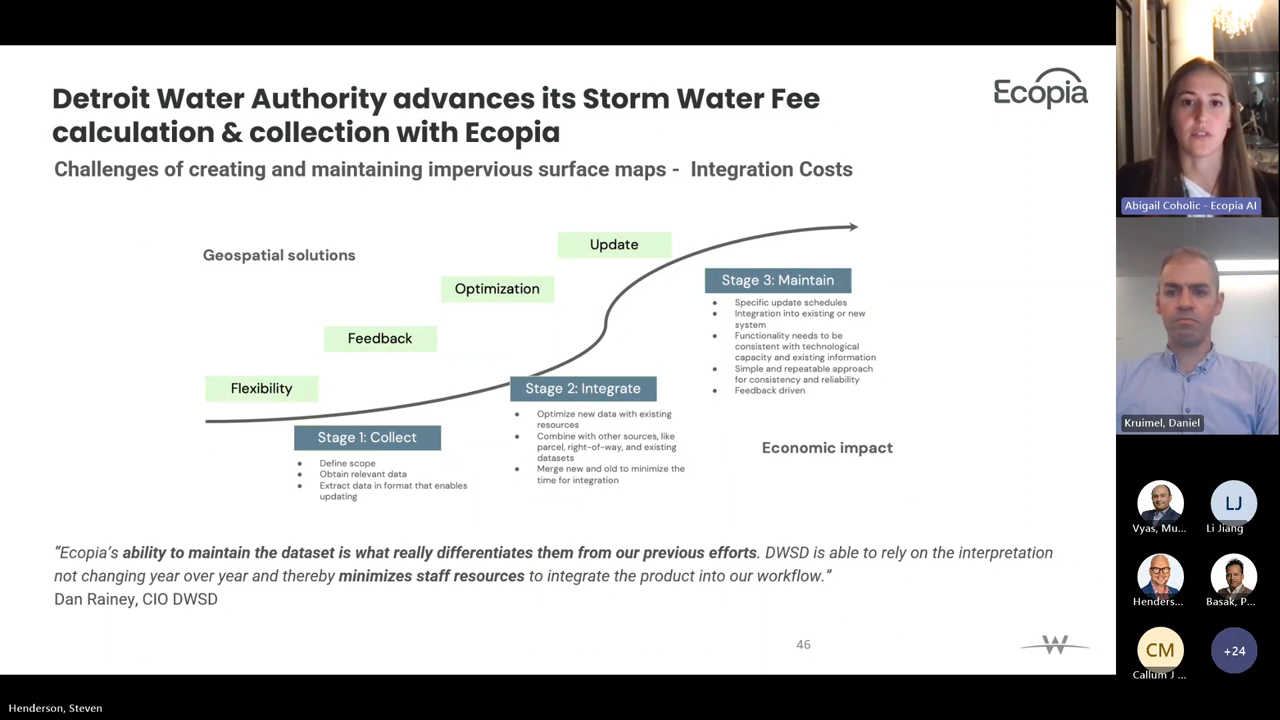 Detroit Water Authority advances its Storm Water Fee
calculation & collection with Ecopia
Ecopia
Challenges of creating and maintaining impervious surface maps - Integration Costs
Geospatial solutions
Update
Optimization
Feedback
Flexibility
Stage 1: Collect
● Define scope
● Obtain relevant data
● Extract data in format that enables
updating
Stage 2: Integrate
● Optimize new data with existing
resources
● Combine with other sources, like
parcel, right-of-way, and existing
datasets
● Merge new and old to minimize the
time for integration
Stage 3: Maintain
● Specific update schedules
● Integration into existing or new
system
● Functionality needs to be
consistent with technological
capacity and existing information
● Simple and repeatable approach
for consistency and reliability
● Feedback driven
Economic impact
“Ecopia’s ability to maintain the dataset is what really differentiates them from our previous efforts. DWSD is able to rely on the interpretation
not changing year over year and thereby minimizes staff resources to integrate the product into our workflow.”
Dan Rainey, CIO DWSD
46
W
Abigail Coholic - Ecopia AI
Kruimel, Daniel
Vyas, Mu...
LJ
Li Jiang
Henders...
Basak, P...
CM
Callum J ...
+24
Henderson, Steven